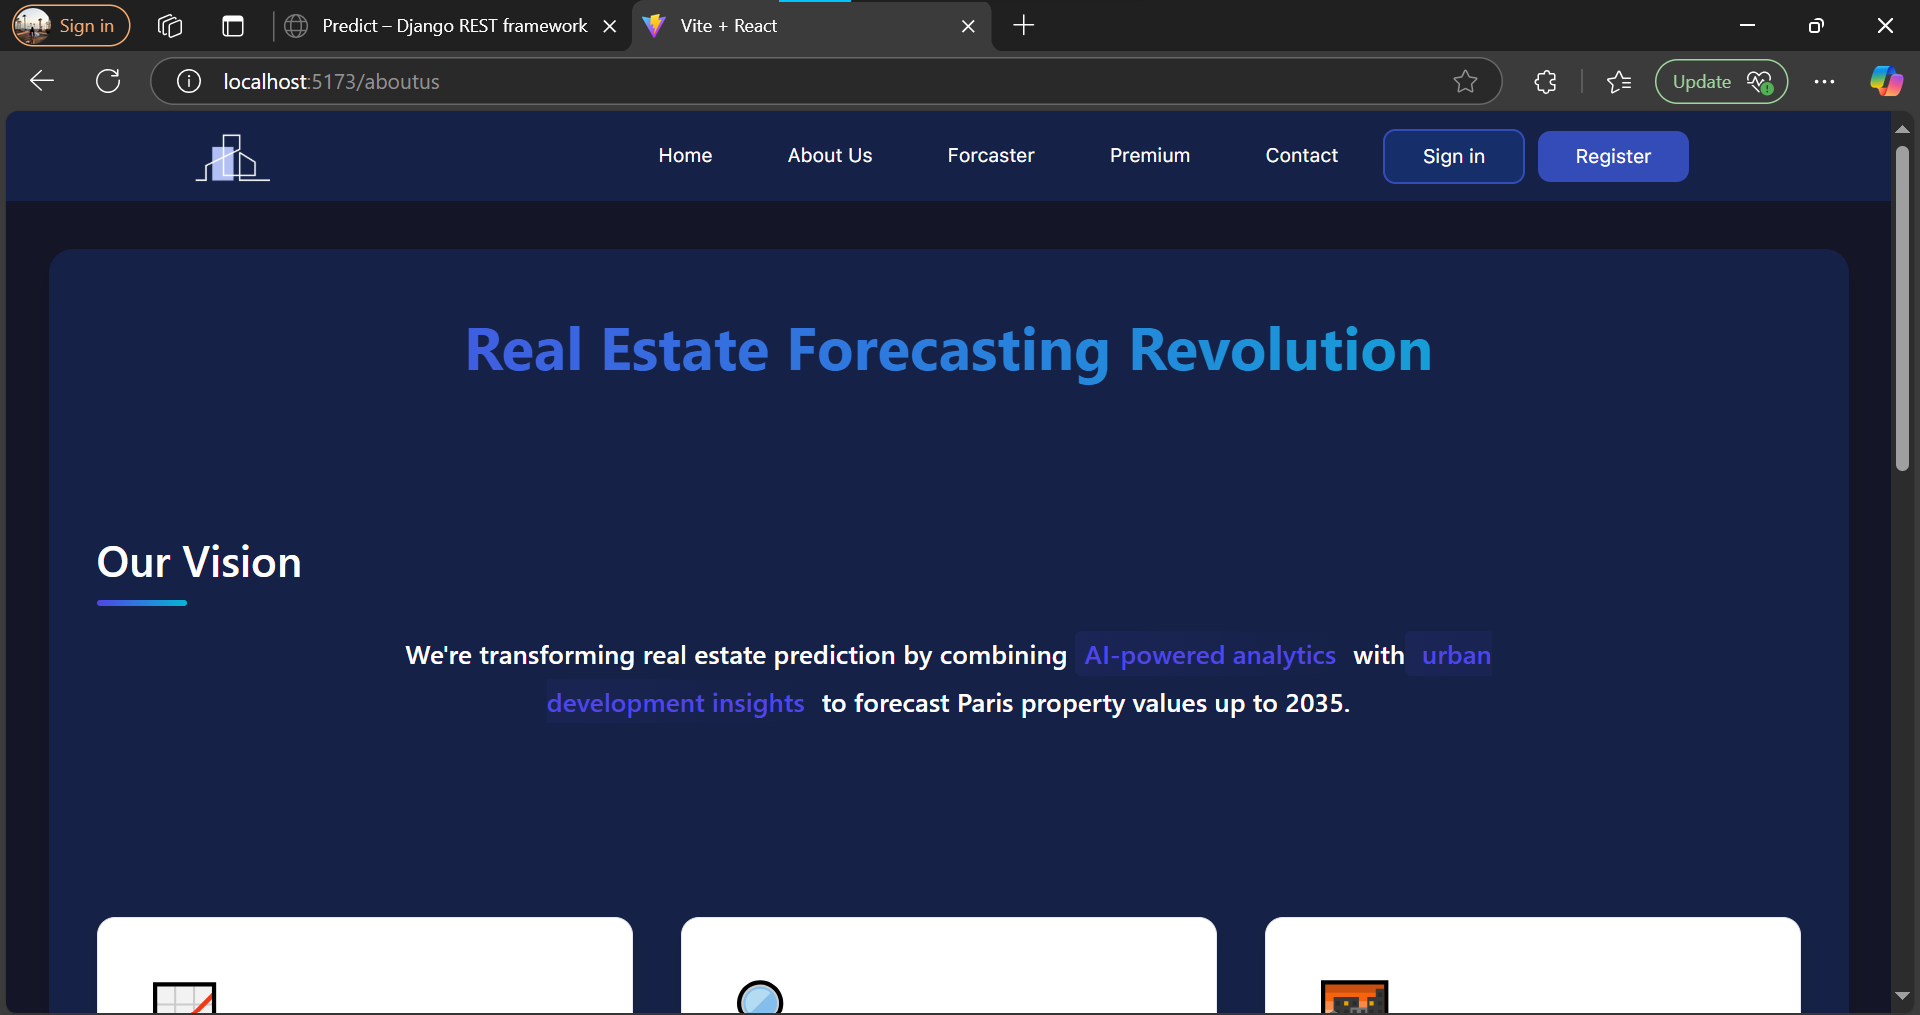 Sign in
Predict – Django REST framework
Vite + React
localhost:5173/aboutus
Update
Home
About Us
Forcaster
Premium
Contact
Sign in
Register
Real Estate Forecasting Revolution
Our Vision
We're transforming real estate prediction by combining AI-powered analytics with urban
development insights to forecast Paris property values up to 2035.